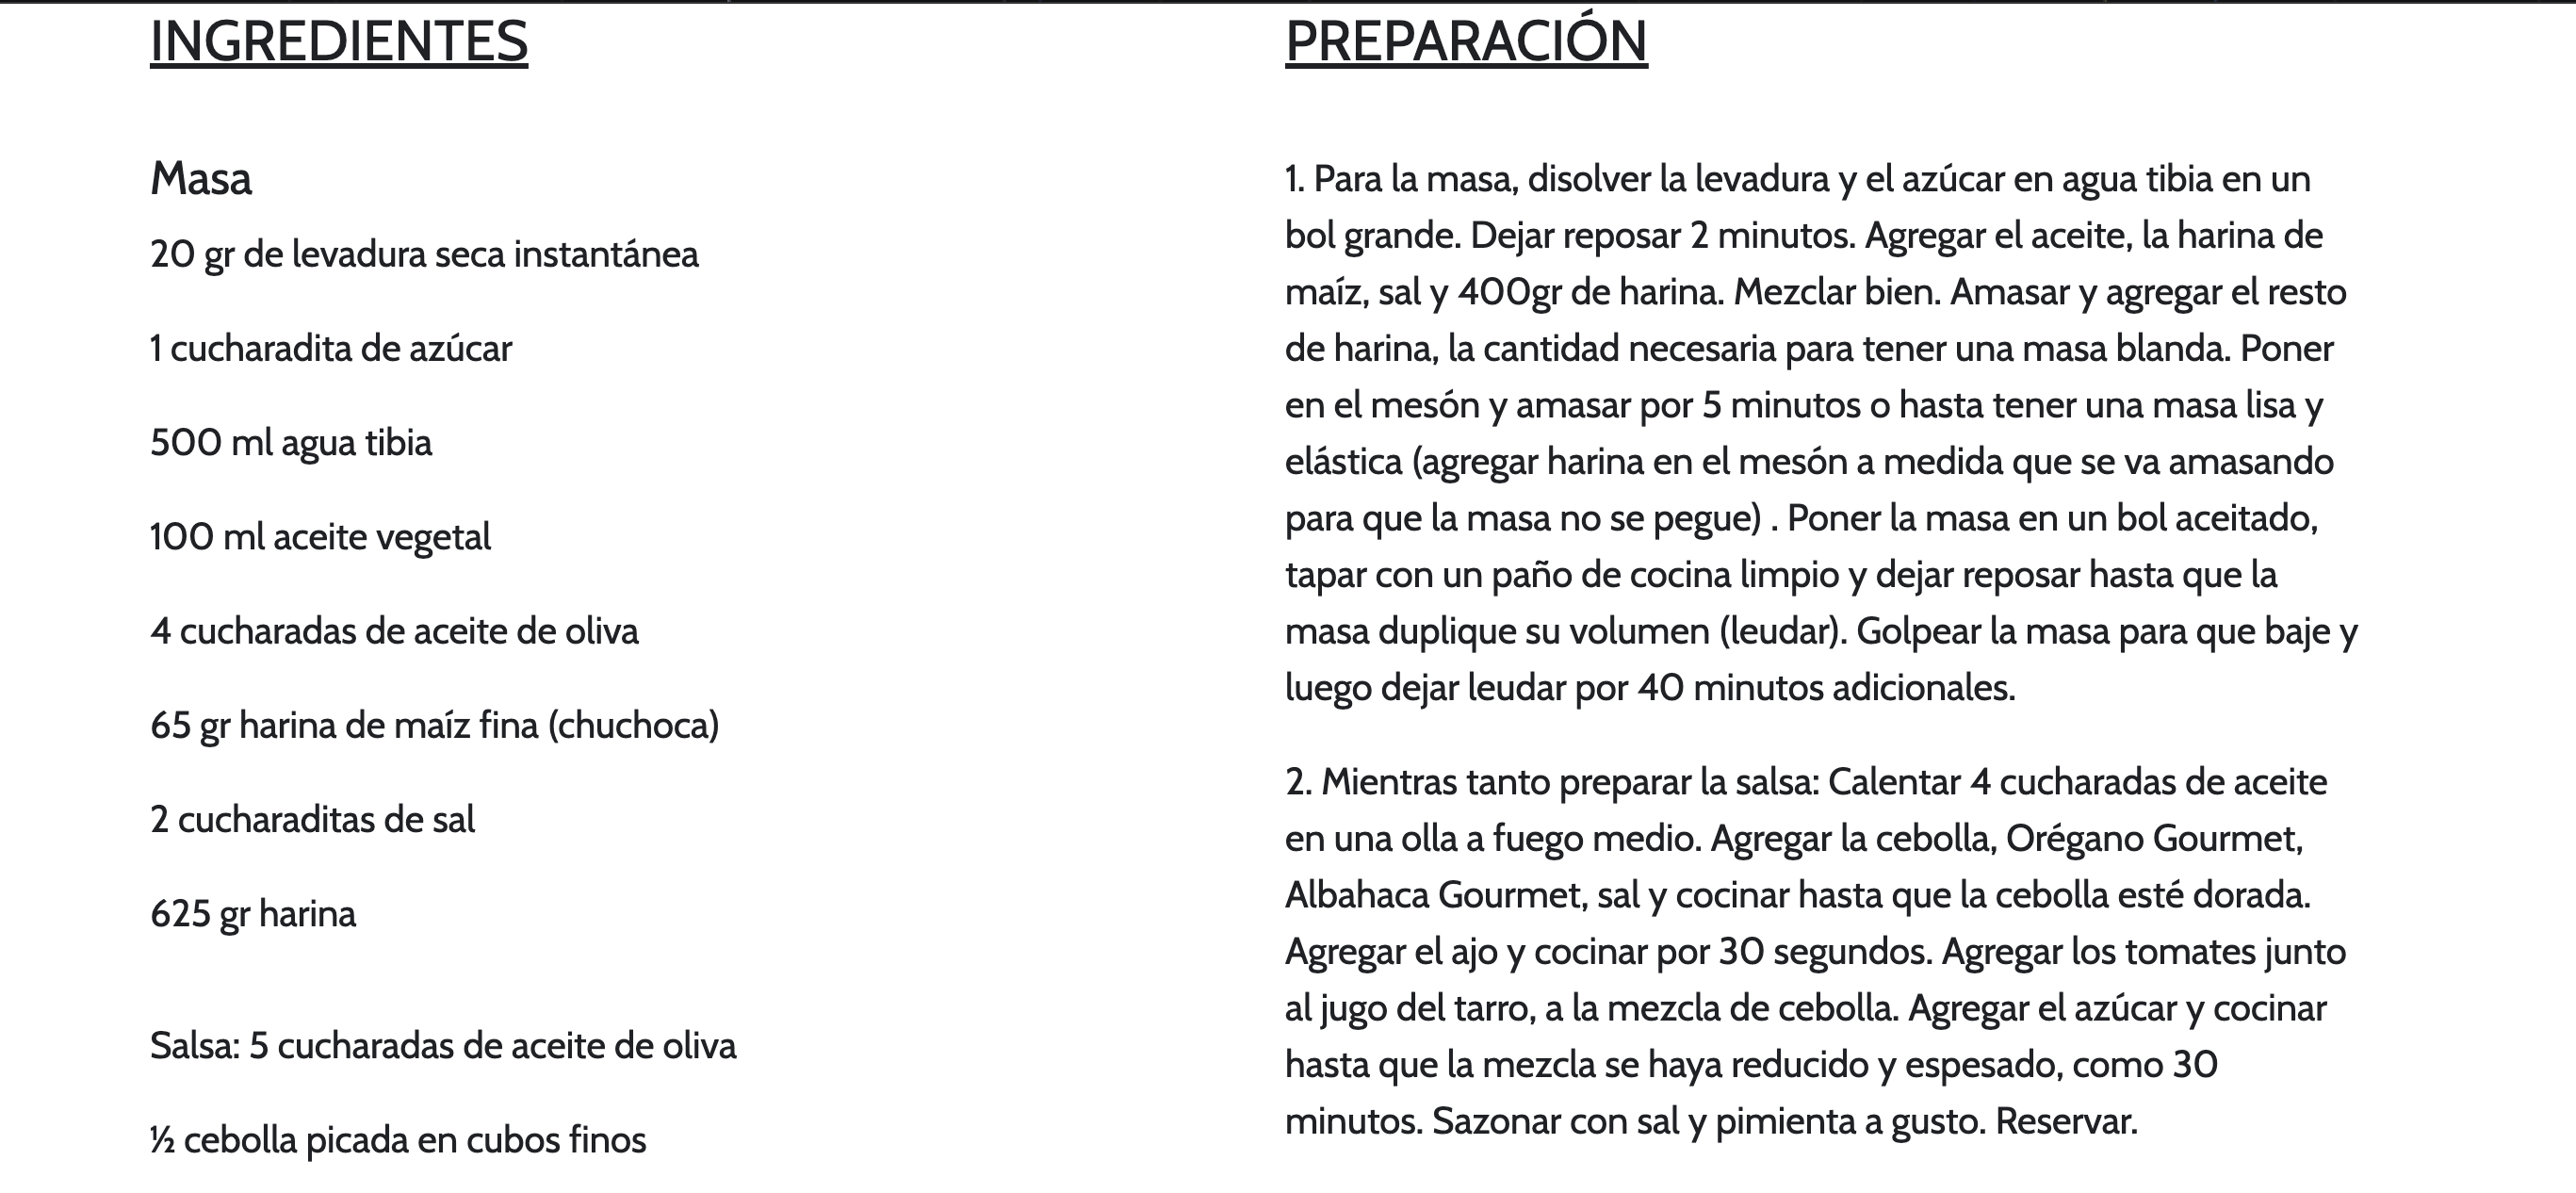 INGREDIENTES
Masa
20 gr de levadura seca instantánea
1 cucharadita de azúcar
500 ml agua tibia
100 ml aceite vegetal
4 cucharadas de aceite de oliva
65 gr harina de maíz fina (chuchoca)
2 cucharaditas de sal
625 gr harina
Salsa: 5 cucharadas de aceite de oliva
½ cebolla picada en cubos finos
PREPARACIÓN
1. Para la masa, disolver la levadura y el azúcar en agua tibia en un
bol grande. Dejar reposar 2 minutos. Agregar el aceite, la harina de
maíz, sal y 400gr de harina. Mezclar bien. Amasar y agregar el resto
de harina, la cantidad necesaria para tener una masa blanda. Poner
en el mesón y amasar por 5 minutos o hasta tener una masa lisa y
elástica (agregar harina en el mesón a medida que se va amasando
para que la masa no se pegue) . Poner la masa en un bol aceitado,
tapar con un paño de cocina limpio y dejar reposar hasta que la
masa duplique su volumen (leudar). Golpear la masa para que baje y
luego dejar leudar por 40 minutos adicionales.
2. Mientras tanto preparar la salsa: Calentar 4 cucharadas de aceite
en una olla a fuego medio. Agregar la cebolla, Orégano Gourmet,
Albahaca Gourmet, sal y cocinar hasta que la cebolla esté dorada.
Agregar el ajo y cocinar por 30 segundos. Agregar los tomates junto
al jugo del tarro, a la mezcla de cebolla. Agregar el azúcar y cocinar
hasta que la mezcla se haya reducido y espesado, como 30
minutos. Sazonar con sal y pimienta a gusto. Reservar.